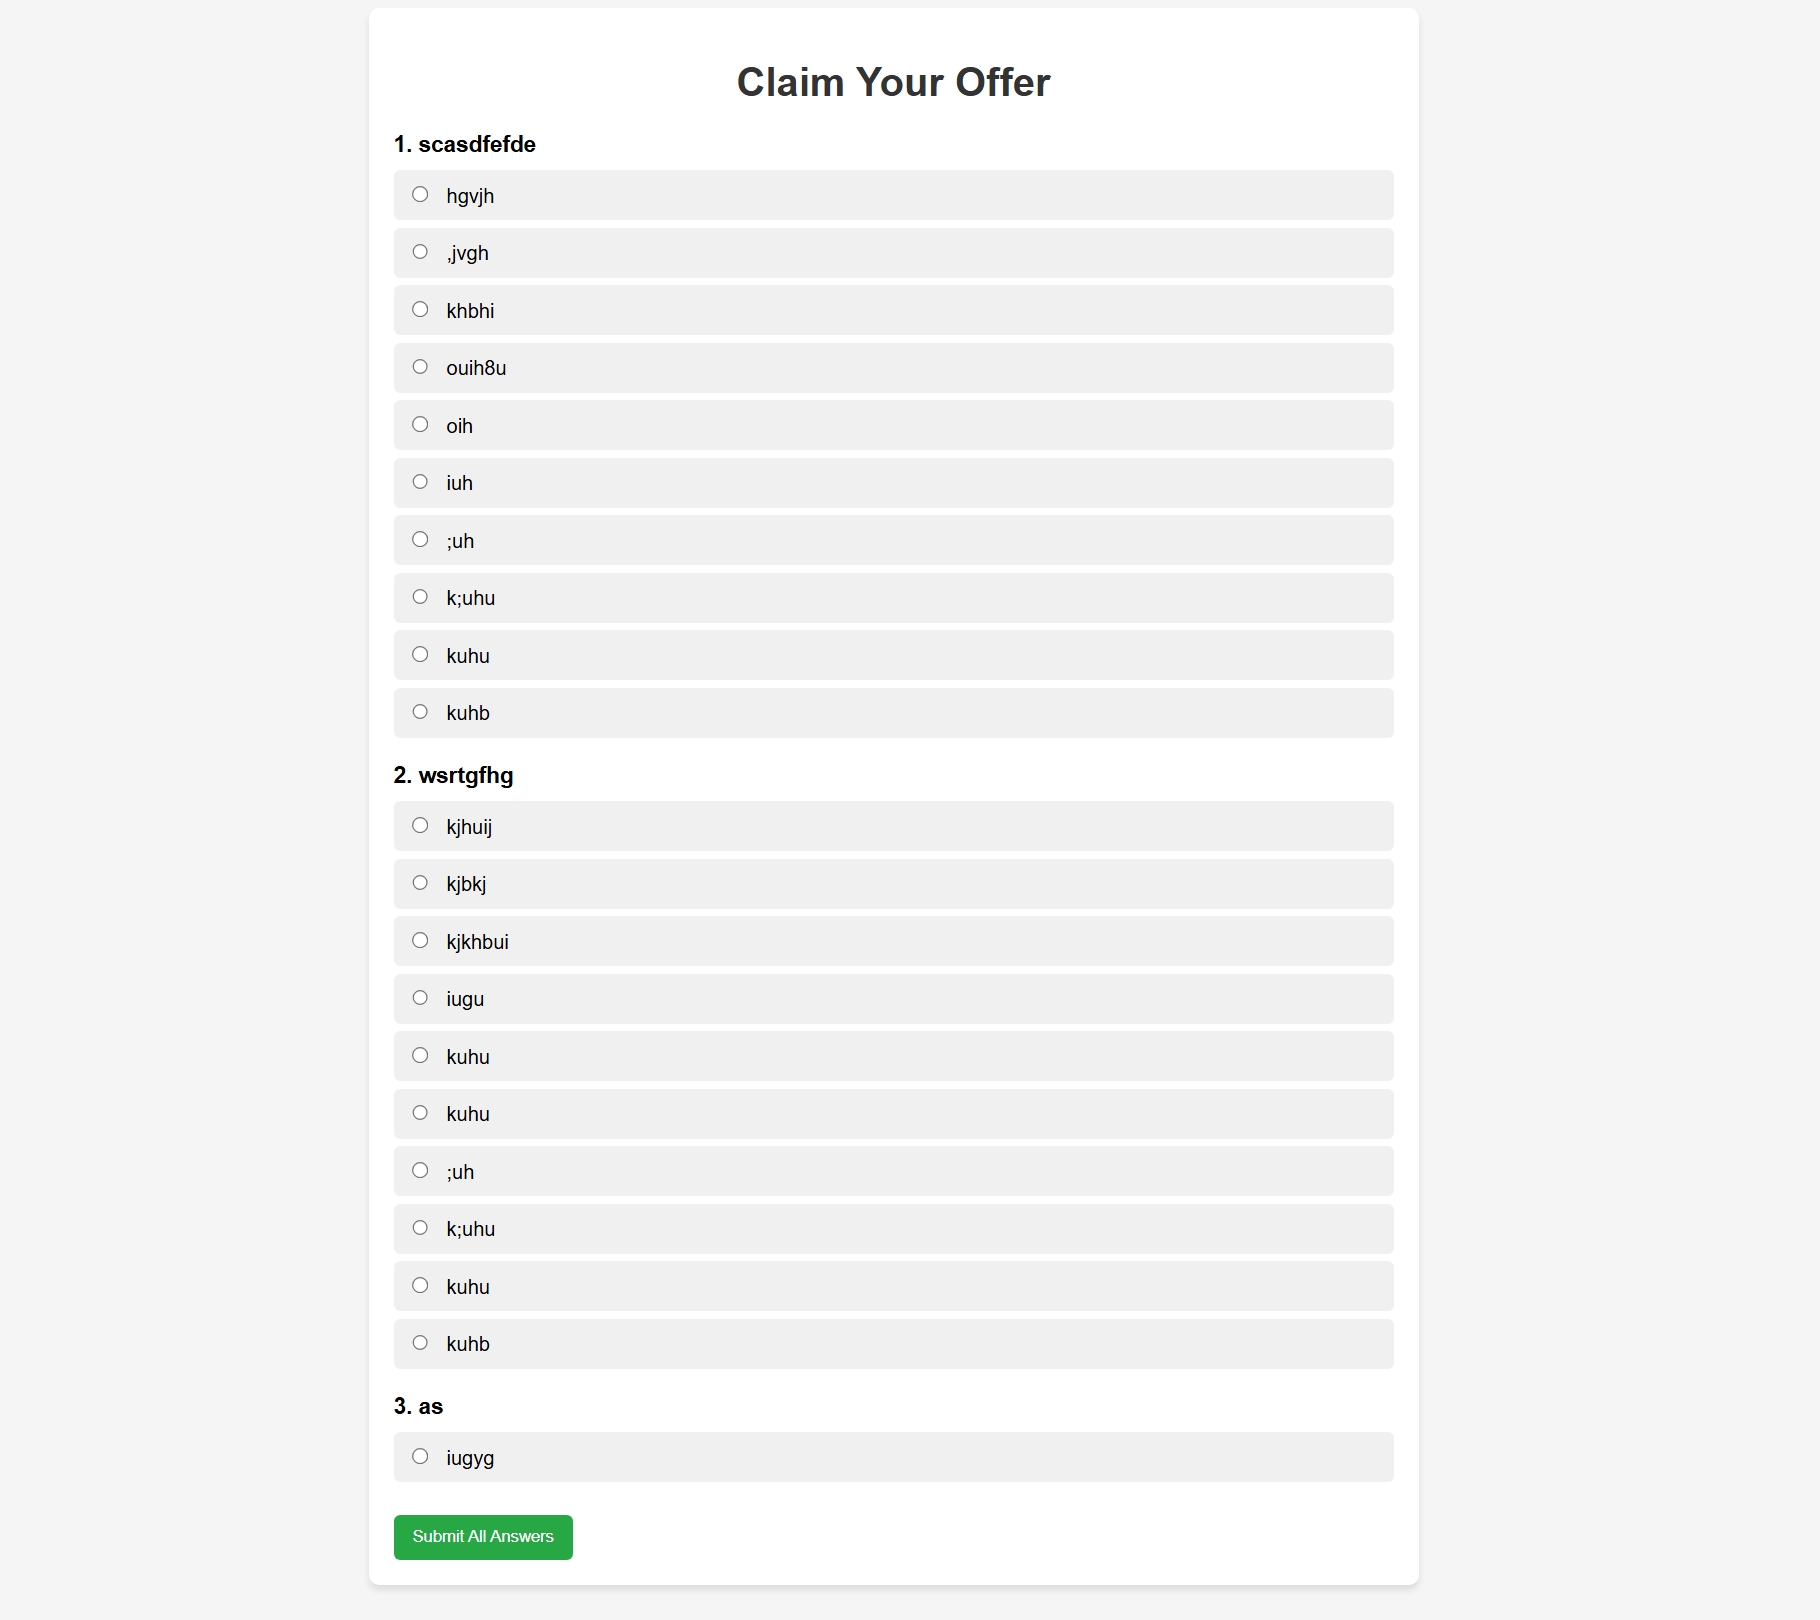 Claim Your Offer
1. scasdfefde
hgvjh
,jvgh
khbhi
ouih8u
oih
iuh
;uh
k;uhu
kuhu
kuhb
2. wsrtgfhg
kjhuij
kjbkj
kjkhbui
iugu
kuhu
kuhu
;uh
k;uhu
kuhu
kuhb
3. as
iugyg
Submit All Answers